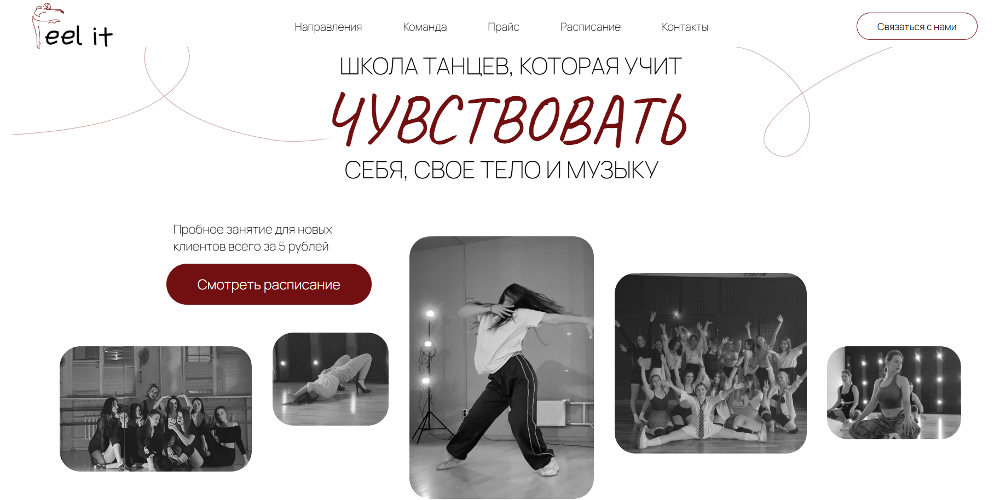 feel it
Направления
Команда
Прайс
Расписание
Контакты
Связаться с нами
ШКОЛА ТАНЦЕВ, КОТОРАЯ УЧИТ
ЧУВСТВОВАТЬ
СЕБЯ, СВОЕ ТЕЛО И МУЗЫКУ
Пробное занятие для новых
клиентов всего за 5 рублей
Смотреть расписание